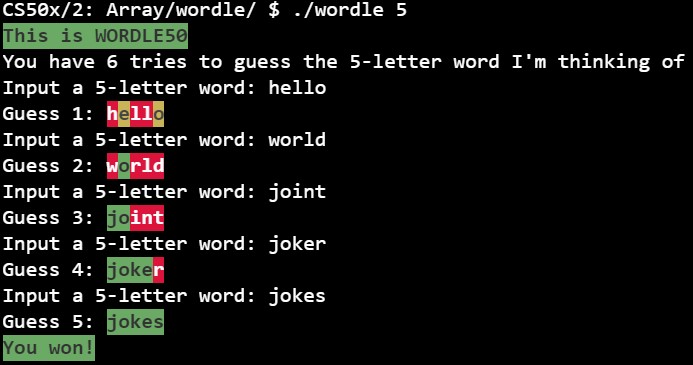 CS50x/2: Array/wordle/ $ ./wordle 5
This is WORDLE50
You have 6 tries to guess the 5-letter word I'm thinking of
Input a 5-letter word: hello
Guess 1: hello
Input a 5-letter word: world
Guess 2: world
Input a 5-letter word: joint
Guess 3: joint
Input a 5-letter word: joker
Guess 4: joker
Input a 5-letter word: jokes
Guess 5: jokes
You won!